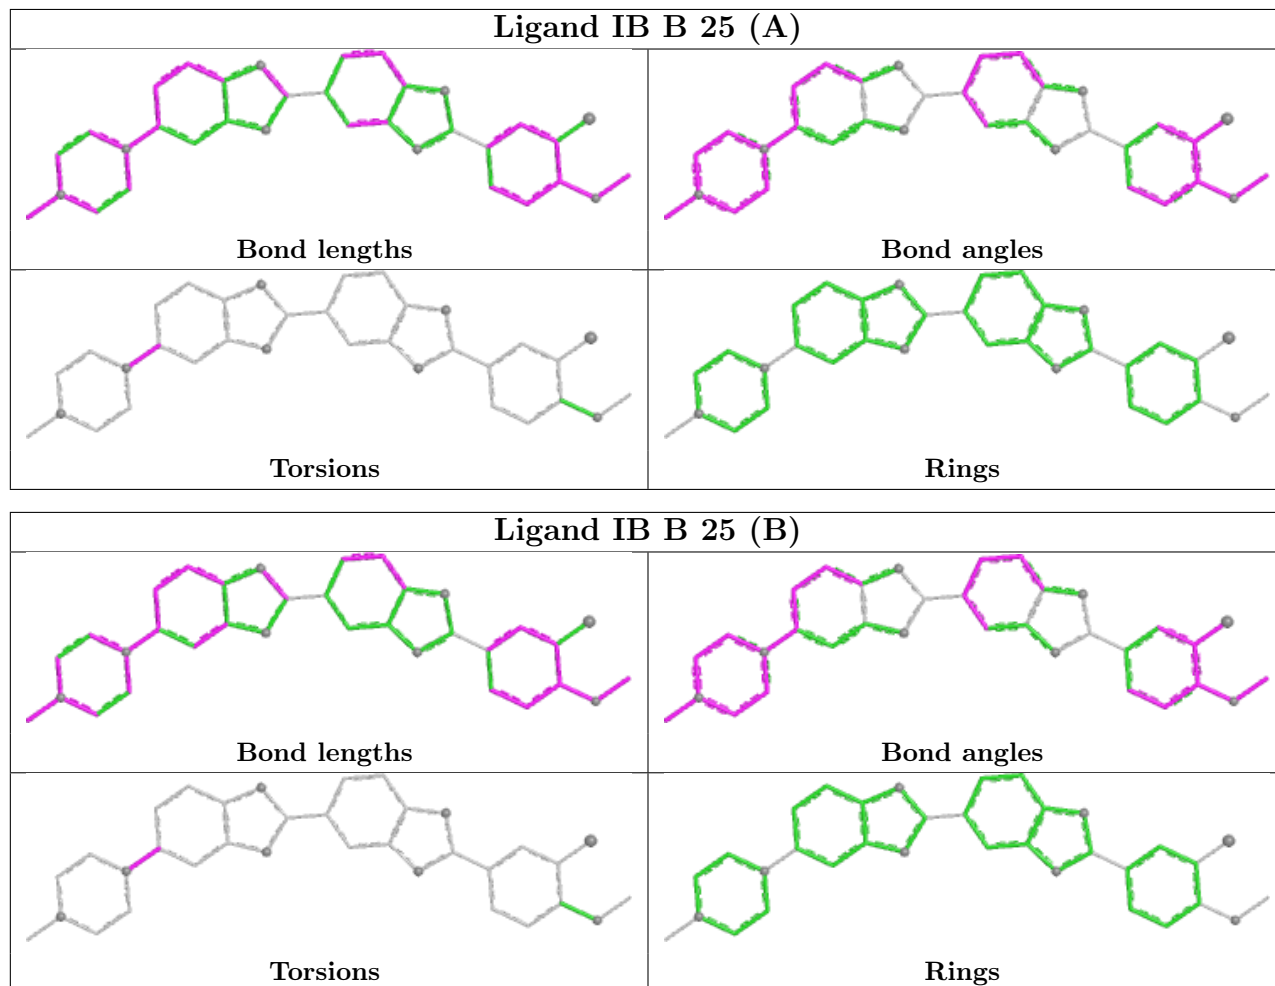 Ligand IB B 25 (A)
Bond lengths
Bond angles
Torsions
Rings
Ligand IB B 25 (B)
Bond lengths
Bond angles
Torsions
Rings